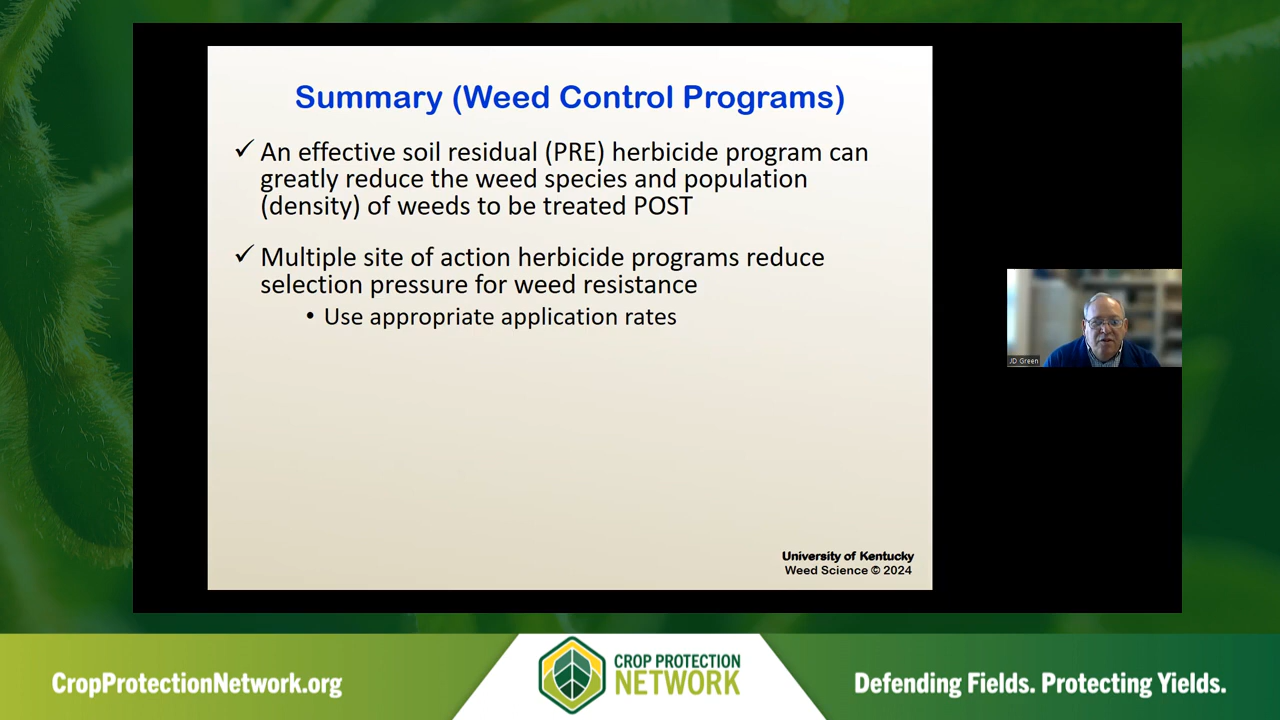 Summary (Weed Control Programs)
✓ An effective soil residual (PRE) herbicide program can
greatly reduce the weed species and population
(density) of weeds to be treated POST
✓ Multiple site of action herbicide programs reduce
selection pressure for weed resistance
• Use appropriate application rates
University of Kentucky
Weed Science © 2024
JD Green
CropProtectionNetwork.org
CROP PROTECTION
NETWORK
Defending Fields. Protecting Yields.